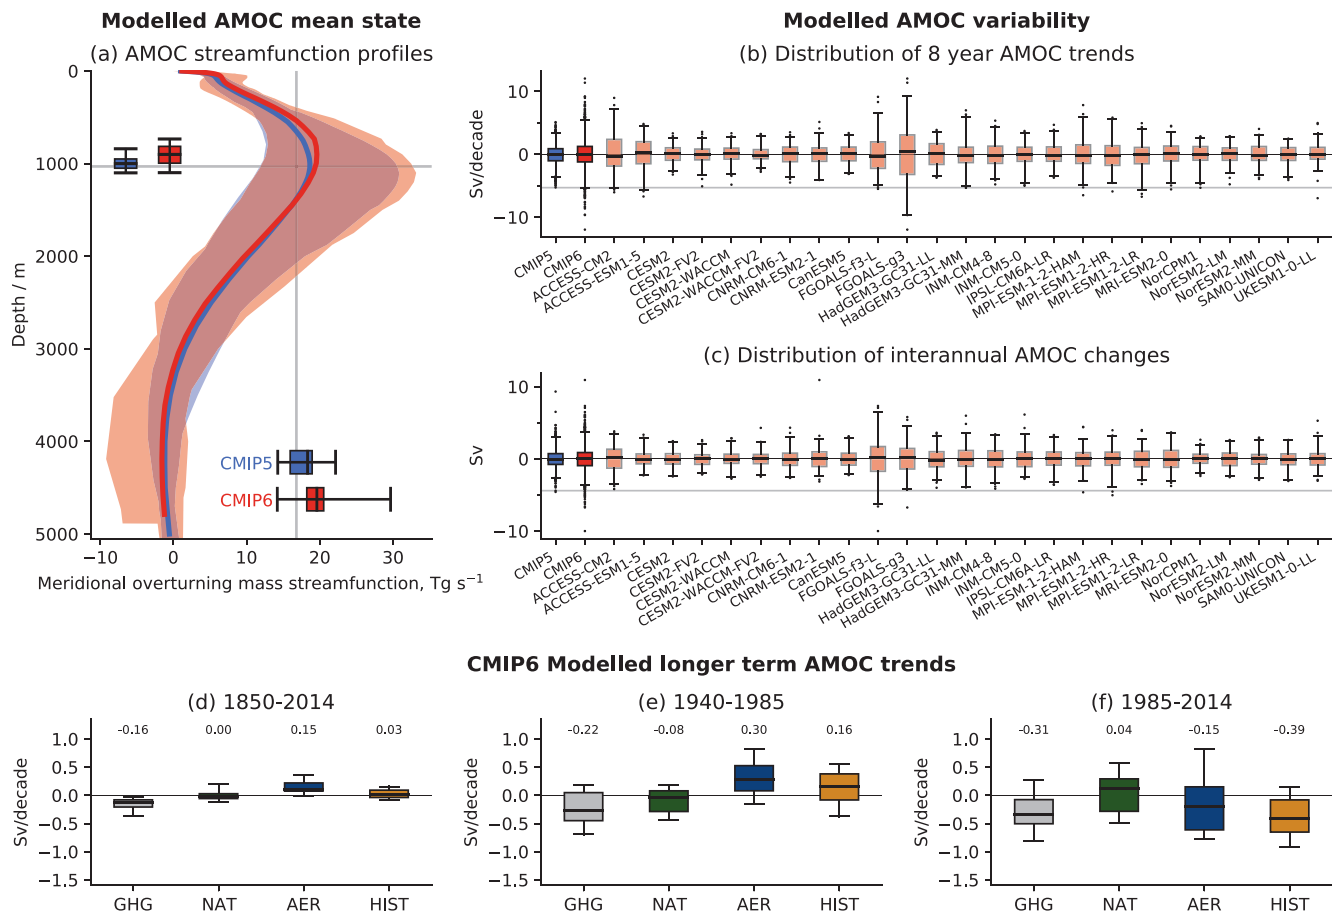 Modelled AMOC mean state
Modelled AMOC variability
(a) AMOC streamfunction profiles
0
1000
2000
3000
4000
5000
Depth / m
CMIP5
CMIP6
−10 0 10 20 30
Meridional overturning mass streamfunction, Tg s⁻¹
(b) Distribution of 8 year AMOC trends
10
0
−10
Sv/decade
CMIP5
CMIP6
ACCESS-CM2
ACCESS-ESM1-5
CESM2
CESM2-FV2
CESM2-WACCM
CESM2-WACCM-FV2
CNRM-CM6-1
CNRM-ESM2-1
CanESM5
FGOALS-f3-L
FGOALS-g3
HadGEM3-GC31-LL
HadGEM3-GC31-MM
INM-CM4-8
INM-CM5-0
IPSL-CM6A-LR
MPI-ESM-1-2-HAM
MPI-ESM1-2-HR
MPI-ESM1-2-LR
MRI-ESM2-0
NorCPM1
NorESM2-LM
NorESM2-MM
SAM0-UNICON
UKESM1-0-LL
(c) Distribution of interannual AMOC changes
10
0
−10
Sv
CMIP5
CMIP6
ACCESS-CM2
ACCESS-ESM1-5
CESM2
CESM2-FV2
CESM2-WACCM
CESM2-WACCM-FV2
CNRM-CM6-1
CNRM-ESM2-1
CanESM5
FGOALS-f3-L
FGOALS-g3
HadGEM3-GC31-LL
HadGEM3-GC31-MM
INM-CM4-8
INM-CM5-0
IPSL-CM6A-LR
MPI-ESM-1-2-HAM
MPI-ESM1-2-HR
MPI-ESM1-2-LR
MRI-ESM2-0
NorCPM1
NorESM2-LM
NorESM2-MM
SAM0-UNICON
UKESM1-0-LL
CMIP6 Modelled longer term AMOC trends
(d) 1850-2014
-0.16 0.00 0.15 0.03
1.0
0.5
0.0
−0.5
−1.0
−1.5
Sv/decade
GHG NAT AER HIST
(e) 1940-1985
-0.22 -0.08 0.30 0.16
1.0
0.5
0.0
−0.5
−1.0
−1.5
Sv/decade
GHG NAT AER HIST
(f) 1985-2014
-0.31 0.04 -0.15 -0.39
1.0
0.5
0.0
−0.5
−1.0
−1.5
Sv/decade
GHG NAT AER HIST